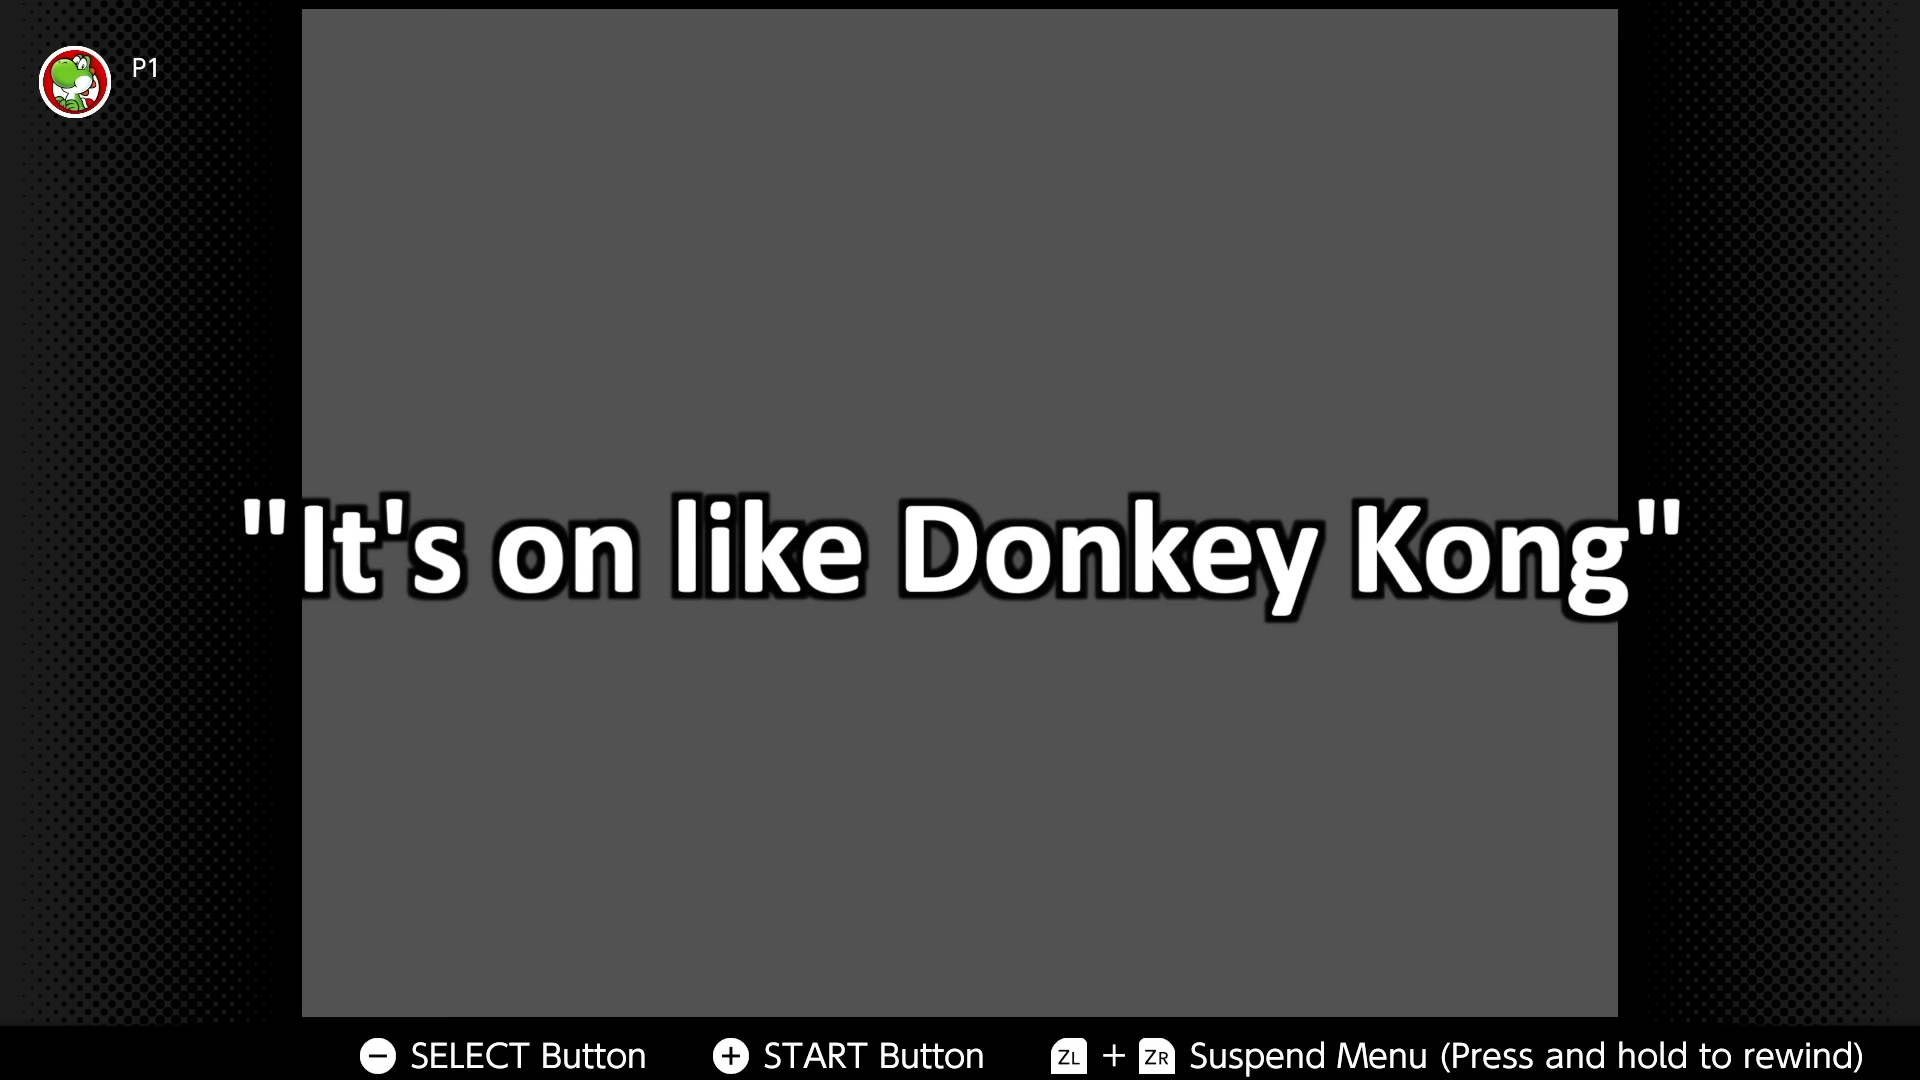 P1
"It's on like Donkey Kong"
− SELECT Button + START Button ZL + ZR Suspend Menu (Press and hold to rewind)